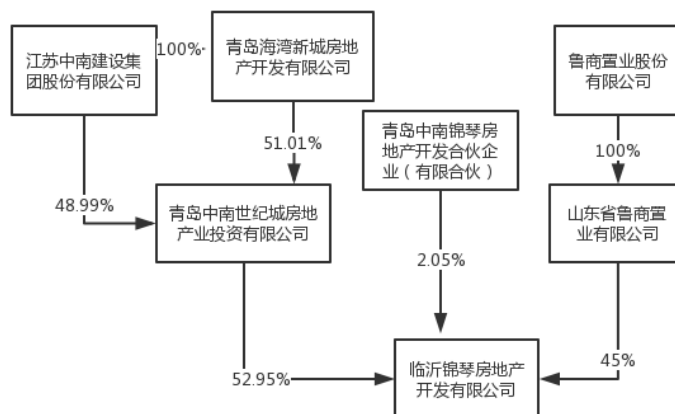 江苏中南建设集
团股份有限公司
100%
青岛海湾新城房地
产开发有限公司
鲁商置业股份
有限公司
51.01%
青岛中南锦琴房
地产开发合伙企
业（有限合伙）
100%
48.99%
青岛中南世纪城房地
产业投资有限公司
山东省鲁商置
业有限公司
2.05%
临沂锦琴房地产
开发有限公司
52.95%
45%